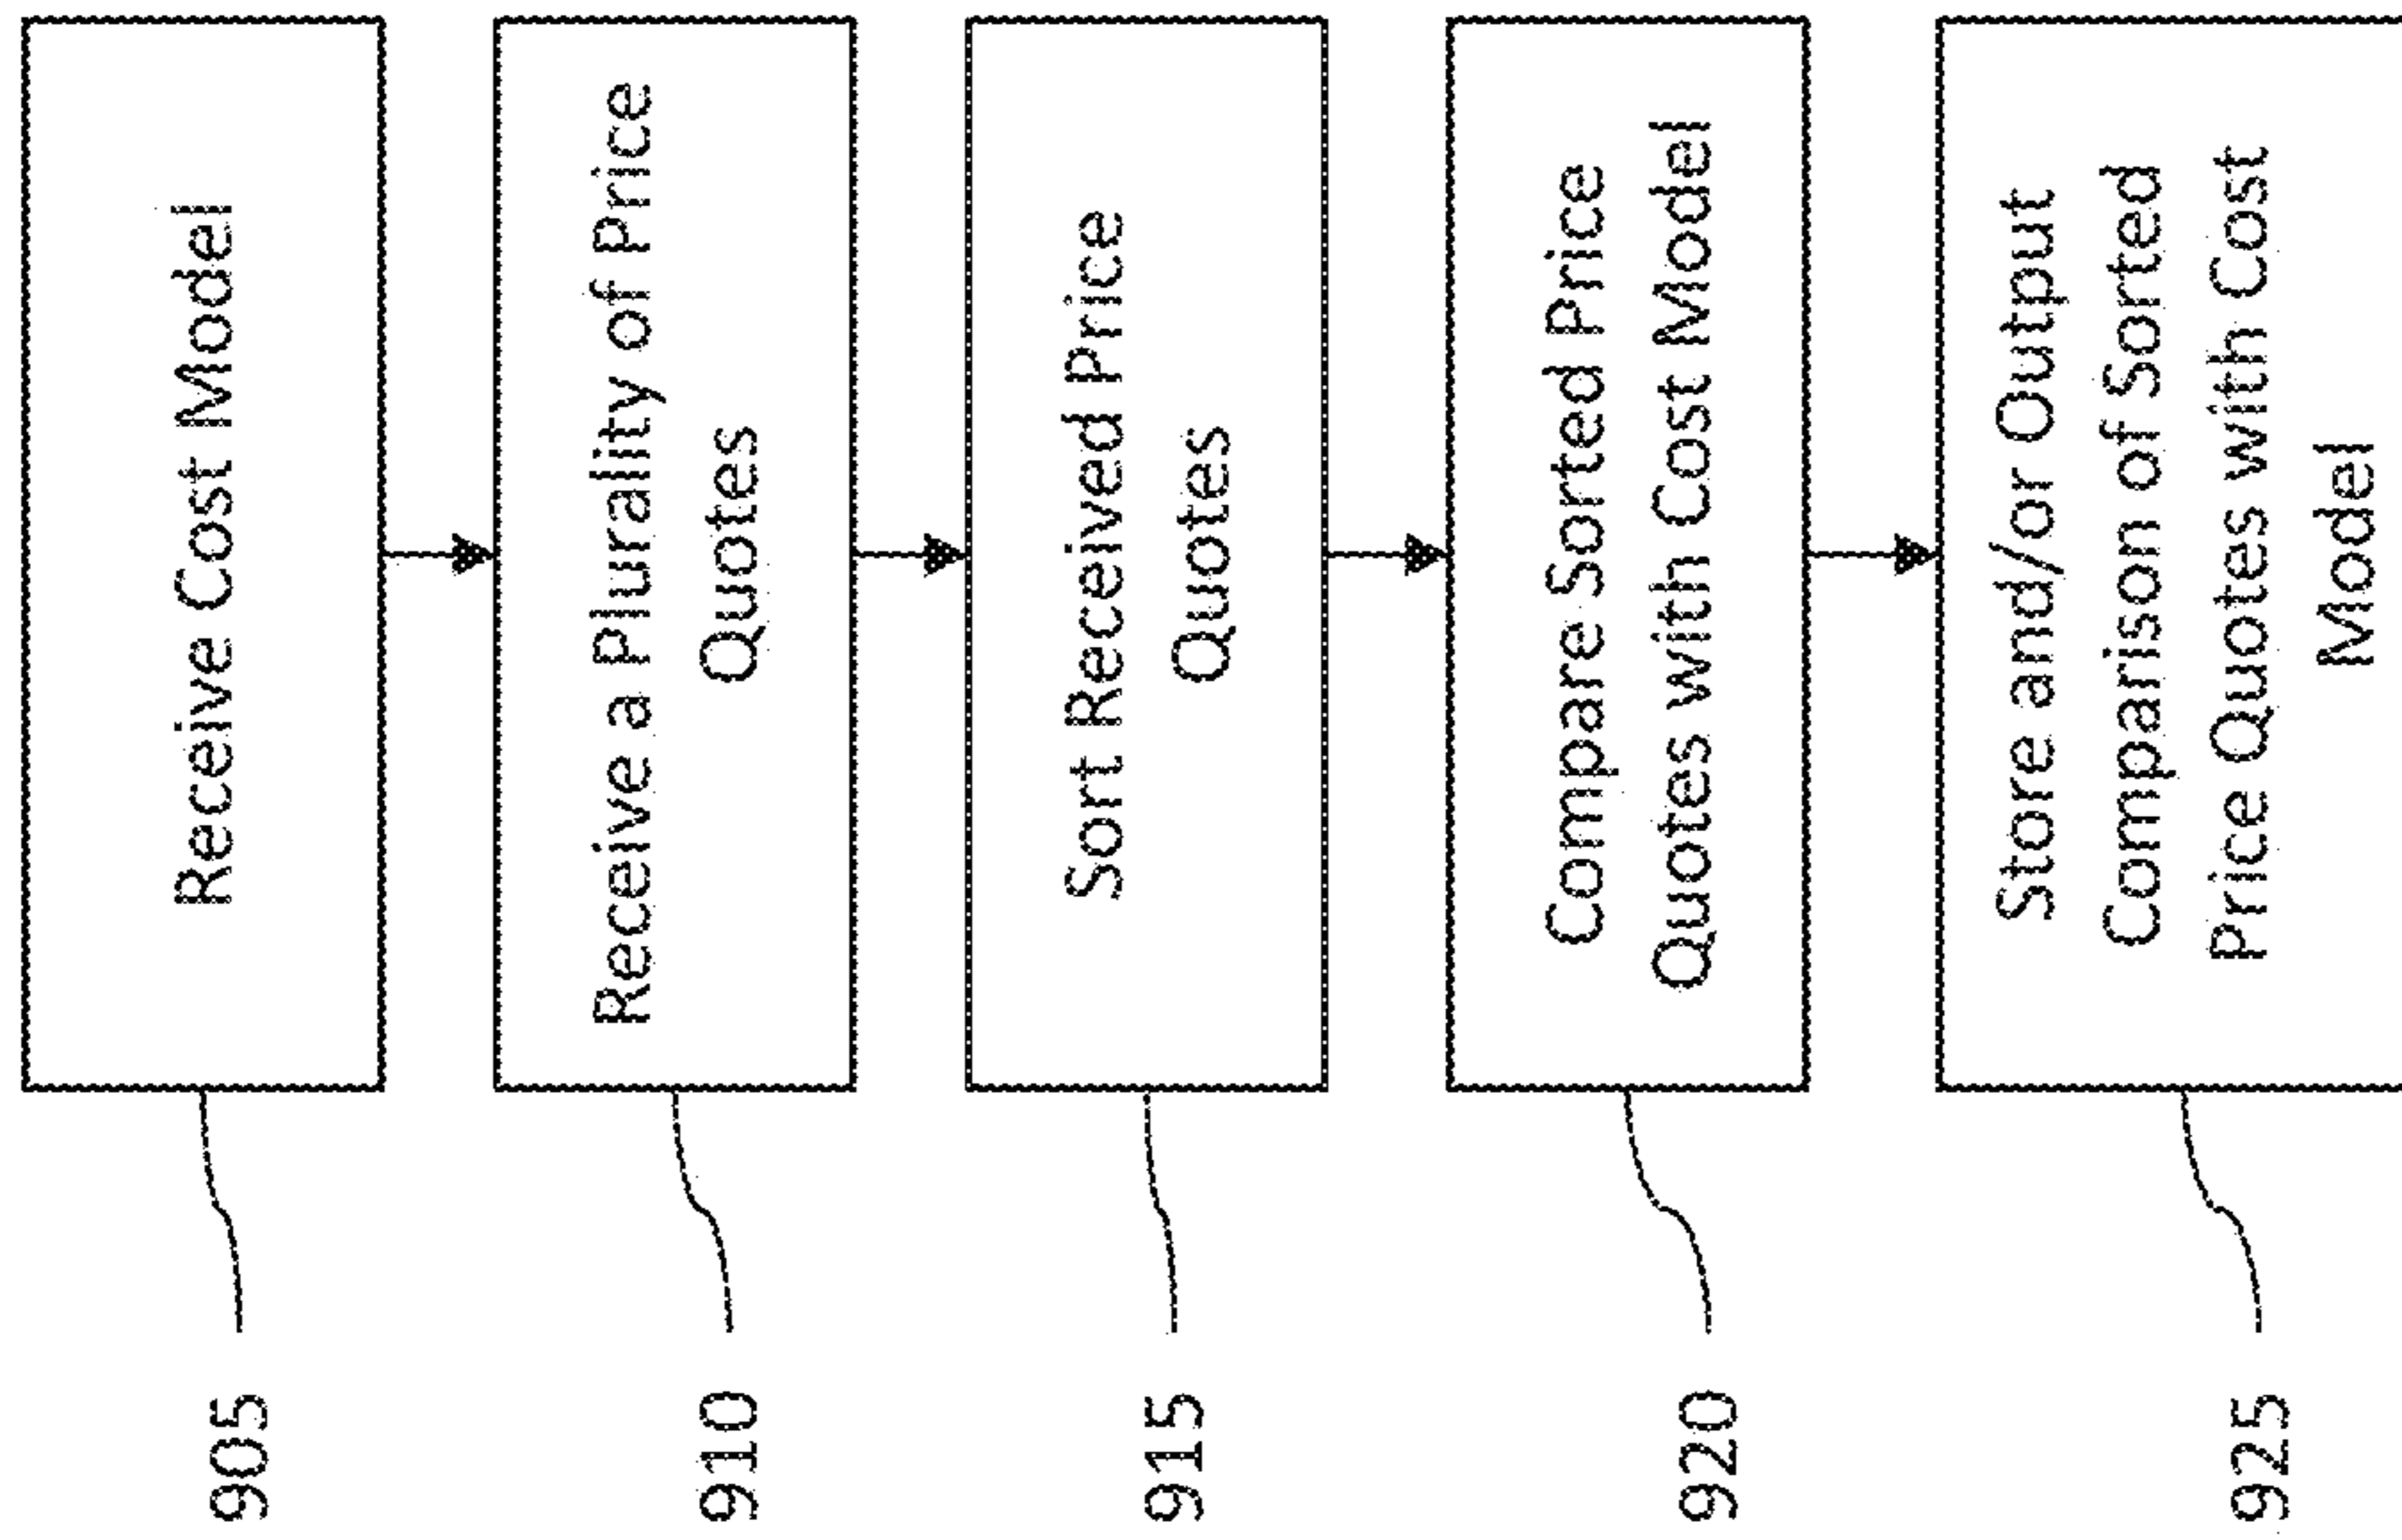 905
Receive Cost Model
910
Receive a Plurality of Price
Quotes
915
Sort Received Price
Quotes
920
Compare Sorted Price
Quotes with Cost Model
925
Store and/or Output
Comparison of Sorted
Price Quotes with Cost
Model